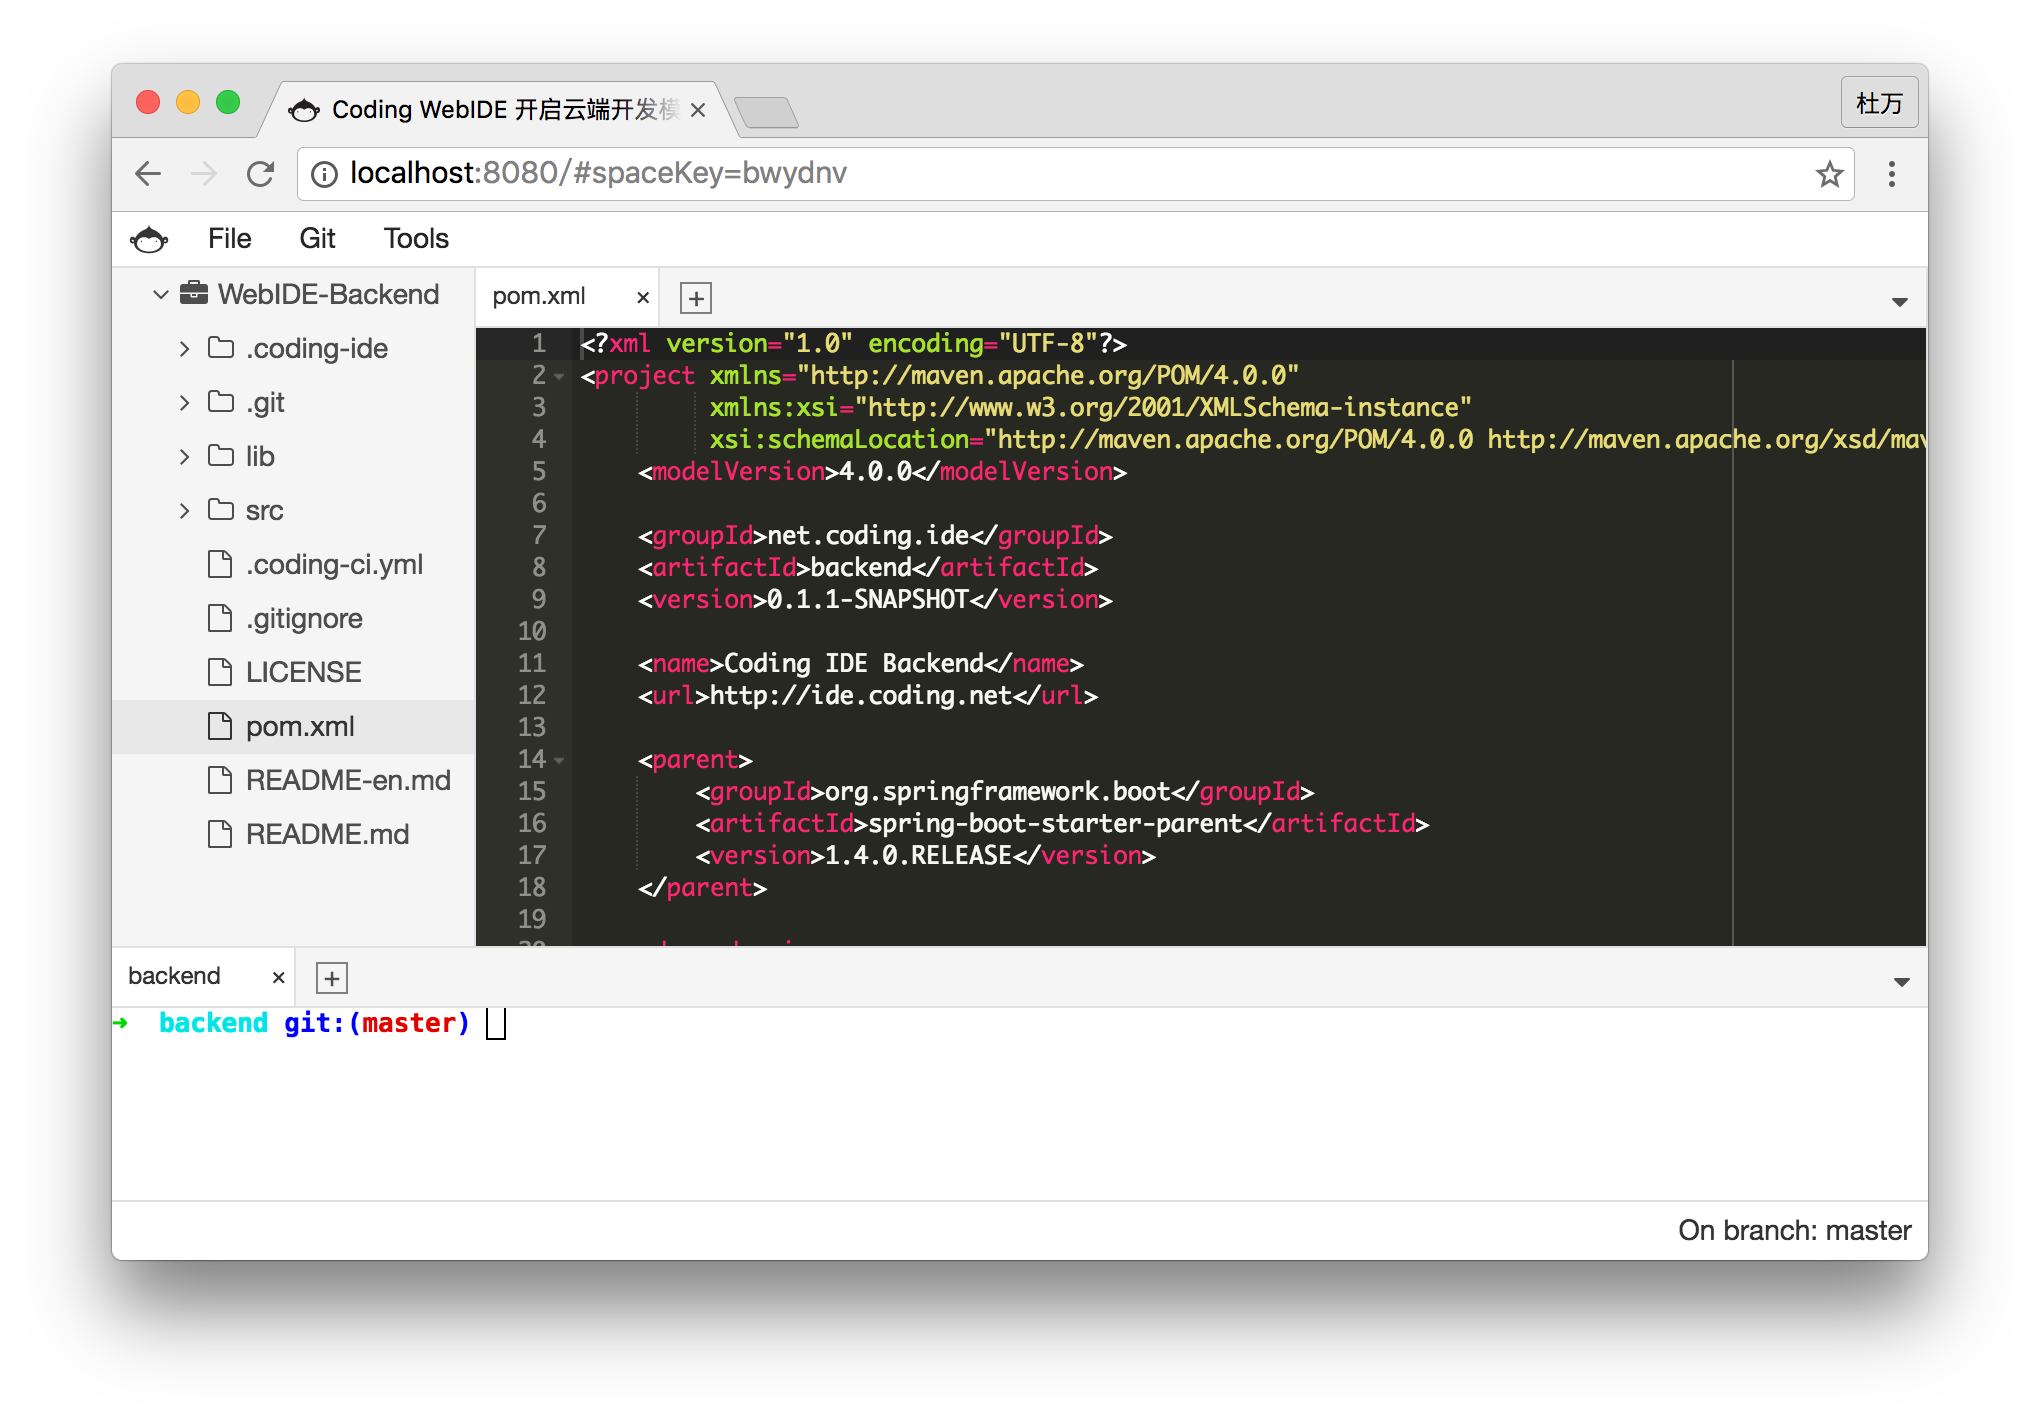 Coding WebIDE 开启云端开发模
杜万
localhost:8080/#spaceKey=bwydnv
File Git Tools
WebIDE-Backend
.coding-ide
.git
lib
src
.coding-ci.yml
.gitignore
LICENSE
pom.xml
README-en.md
README.md
pom.xml
1 <?xml version="1.0" encoding="UTF-8"?>
2 <project xmlns="http://maven.apache.org/POM/4.0.0"
3 xmlns:xsi="http://www.w3.org/2001/XMLSchema-instance"
4 xsi:schemaLocation="http://maven.apache.org/POM/4.0.0 http://maven.apache.org/xsd/mav
5 <modelVersion>4.0.0</modelVersion>
6
7 <groupId>net.coding.ide</groupId>
8 <artifactId>backend</artifactId>
9 <version>0.1.1-SNAPSHOT</version>
10
11 <name>Coding IDE Backend</name>
12 <url>http://ide.coding.net</url>
13
14 <parent>
15 <groupId>org.springframework.boot</groupId>
16 <artifactId>spring-boot-starter-parent</artifactId>
17 <version>1.4.0.RELEASE</version>
18 </parent>
19
backend
➜ backend git:(master)
On branch: master